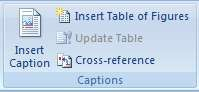 Insert Caption
Insert Table of Figures
Update Table
Cross-reference
Captions